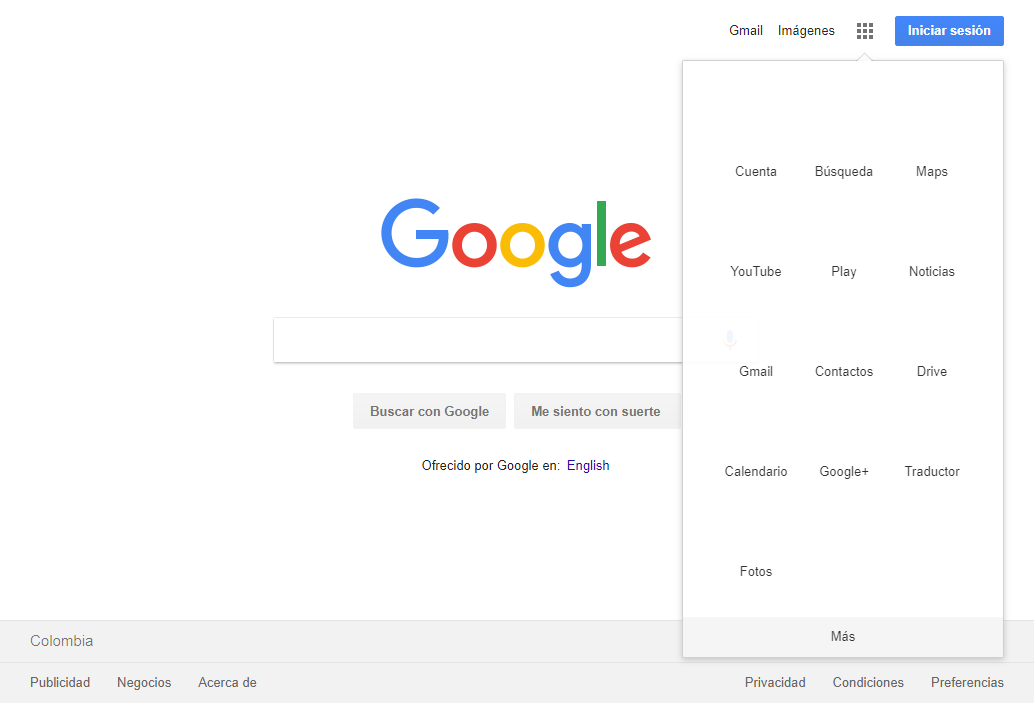 Gmail Imágenes Iniciar sesión
Cuenta Búsqueda Maps
Google
YouTube Play Noticias
Gmail Contactos Drive
Buscar con Google Me siento con suerte
Ofrecido por Google en: English
Calendario Google+ Traductor
Fotos
Más
Colombia
Publicidad Negocios Acerca de Privacidad Condiciones Preferencias